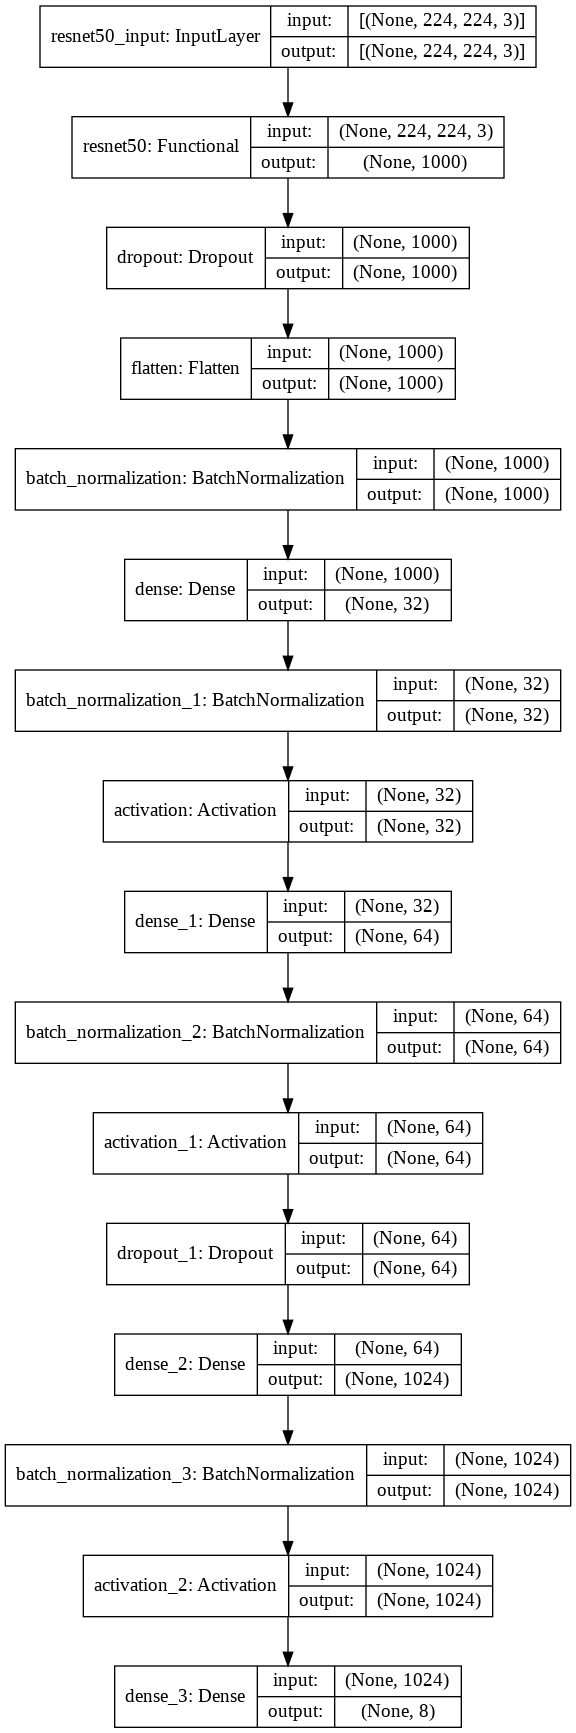 resnet50_input: InputLayer
input:
[(None, 224, 224, 3)]
output:
[(None, 224, 224, 3)]
resnet50: Functional
input:
(None, 224, 224, 3)
output:
(None, 1000)
dropout: Dropout
input:
(None, 1000)
output:
(None, 1000)
flatten: Flatten
input:
(None, 1000)
output:
(None, 1000)
batch_normalization: BatchNormalization
input:
(None, 1000)
output:
(None, 1000)
dense: Dense
input:
(None, 1000)
output:
(None, 32)
batch_normalization_1: BatchNormalization
input:
(None, 32)
output:
(None, 32)
activation: Activation
input:
(None, 32)
output:
(None, 32)
dense_1: Dense
input:
(None, 32)
output:
(None, 64)
batch_normalization_2: BatchNormalization
input:
(None, 64)
output:
(None, 64)
activation_1: Activation
input:
(None, 64)
output:
(None, 64)
dropout_1: Dropout
input:
(None, 64)
output:
(None, 64)
dense_2: Dense
input:
(None, 64)
output:
(None, 1024)
batch_normalization_3: BatchNormalization
input:
(None, 1024)
output:
(None, 1024)
activation_2: Activation
input:
(None, 1024)
output:
(None, 1024)
dense_3: Dense
input:
(None, 1024)
output:
(None, 8)